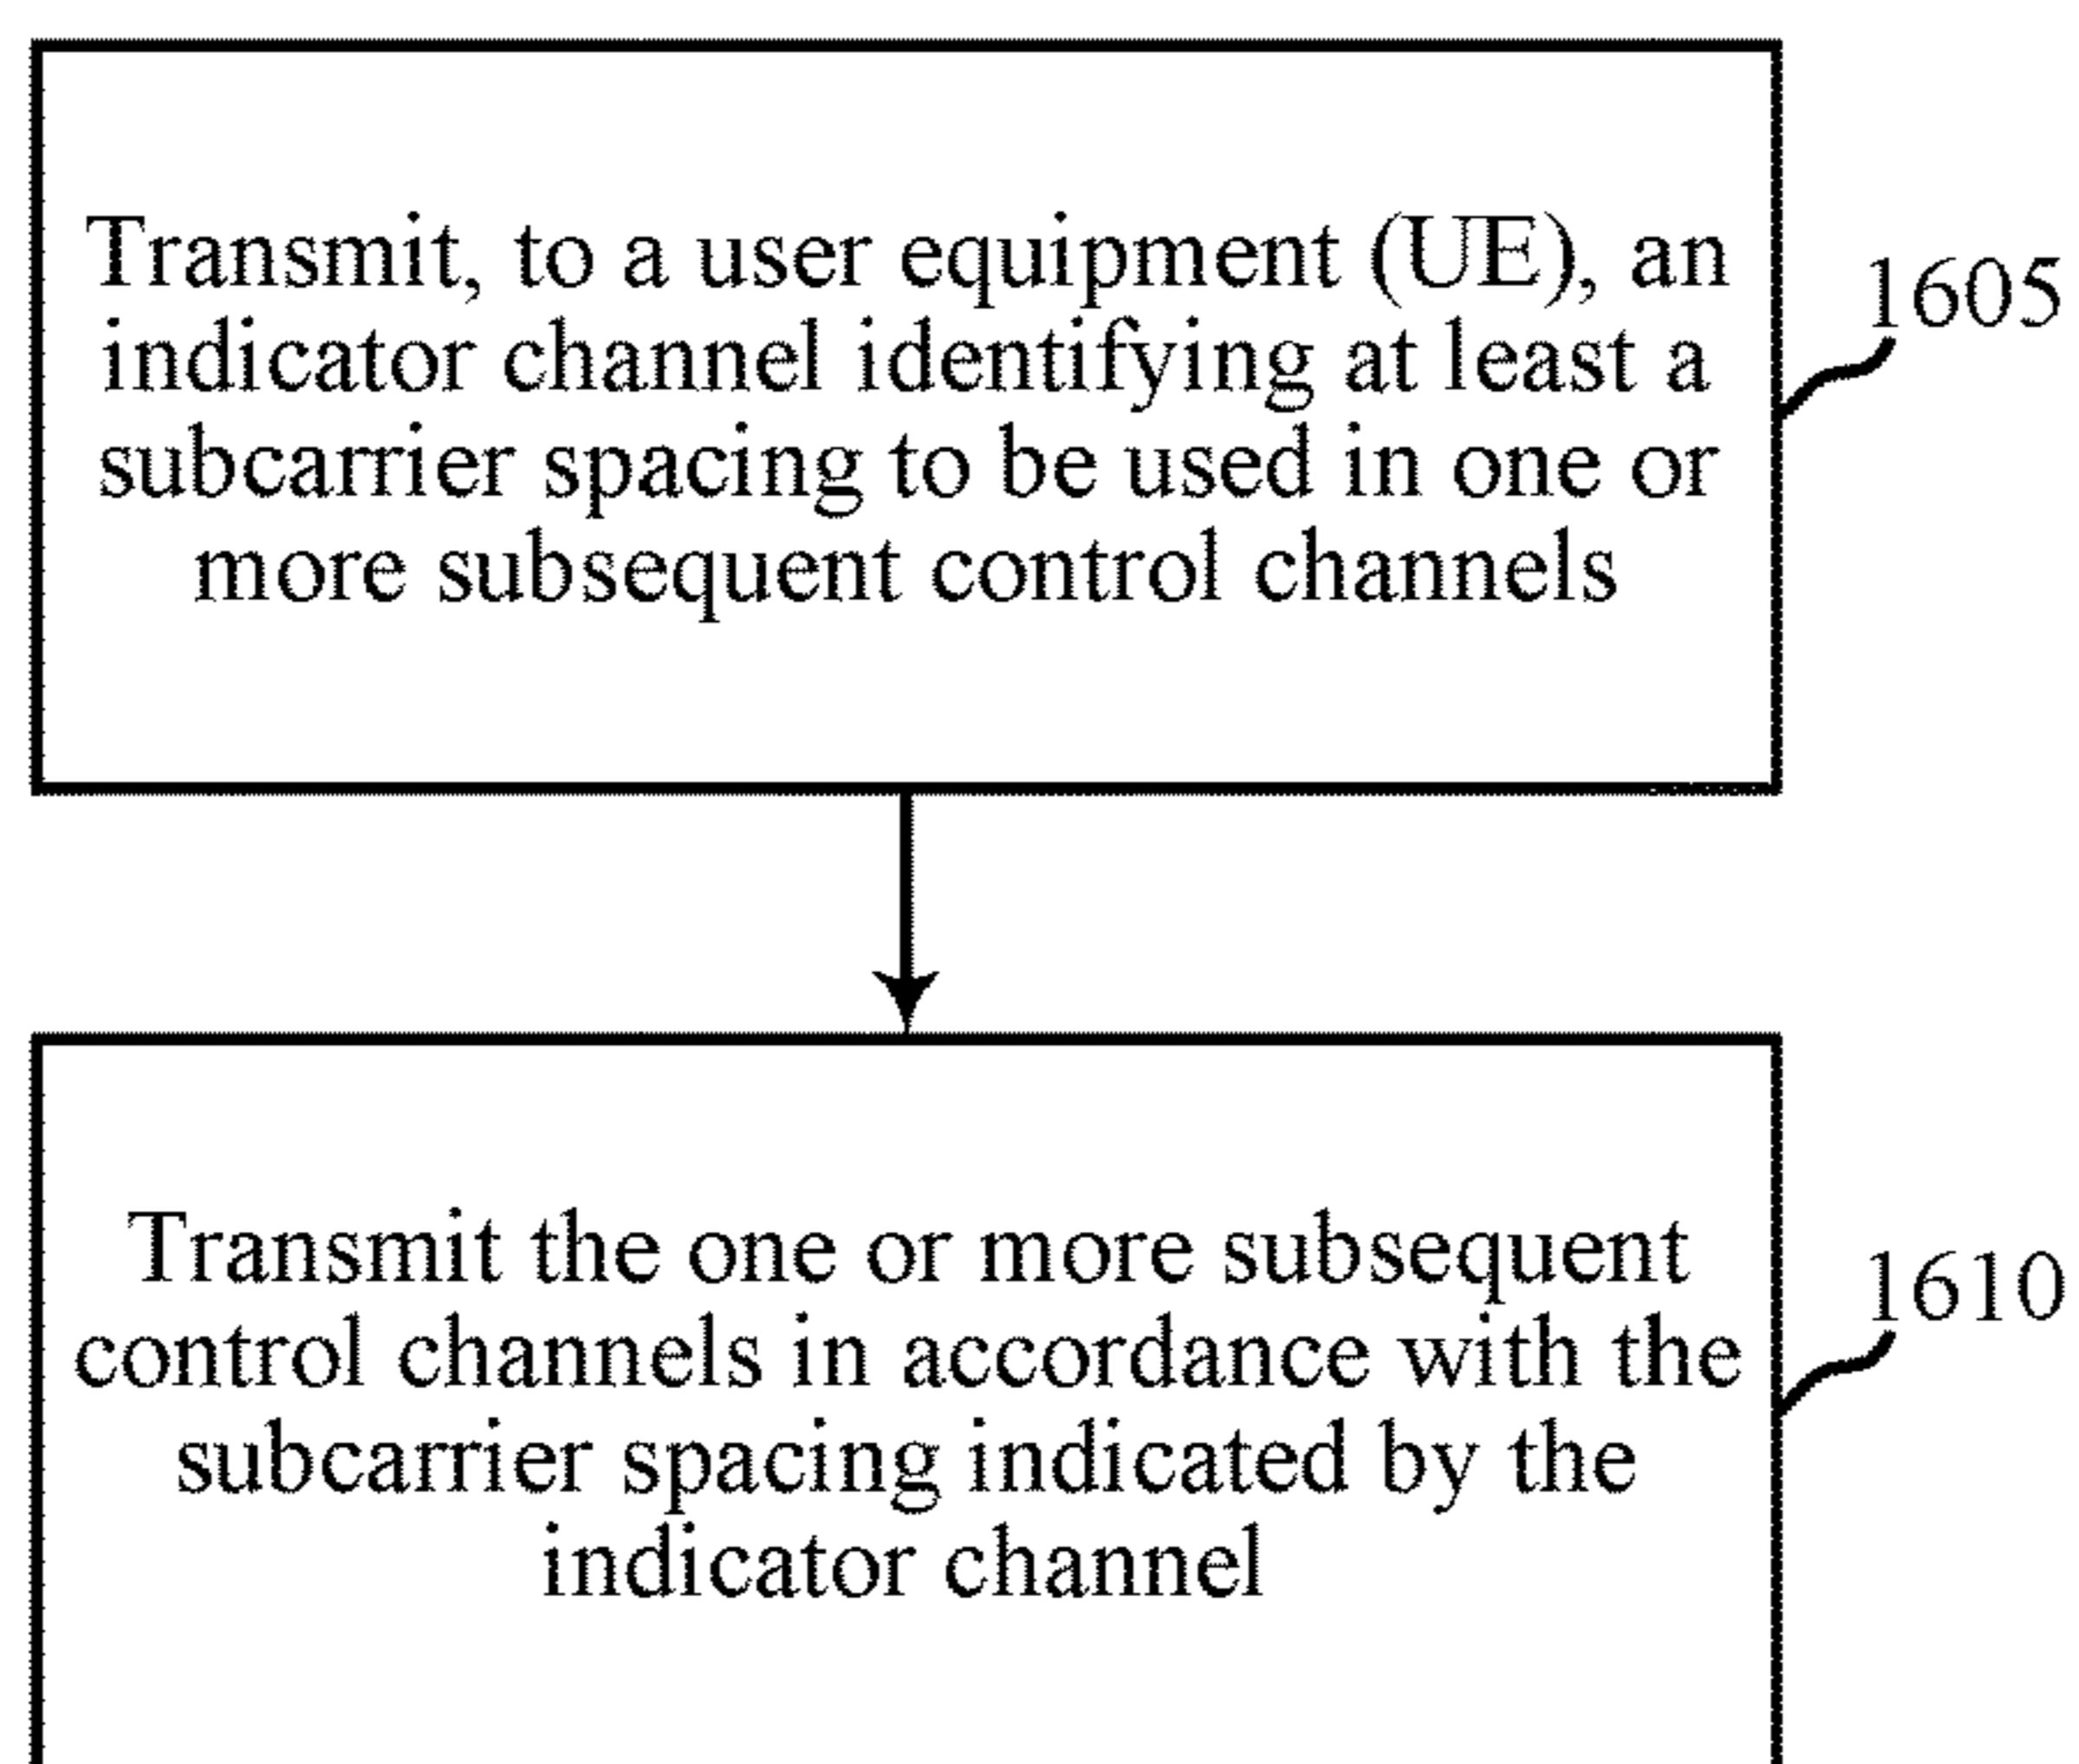 Transmit, to a user equipment (UE), an
indicator channel identifying at least a
subcarrier spacing to be used in one or
more subsequent control channels
1605
Transmit the one or more subsequent
control channels in accordance with the
subcarrier spacing indicated by the
indicator channel
1610